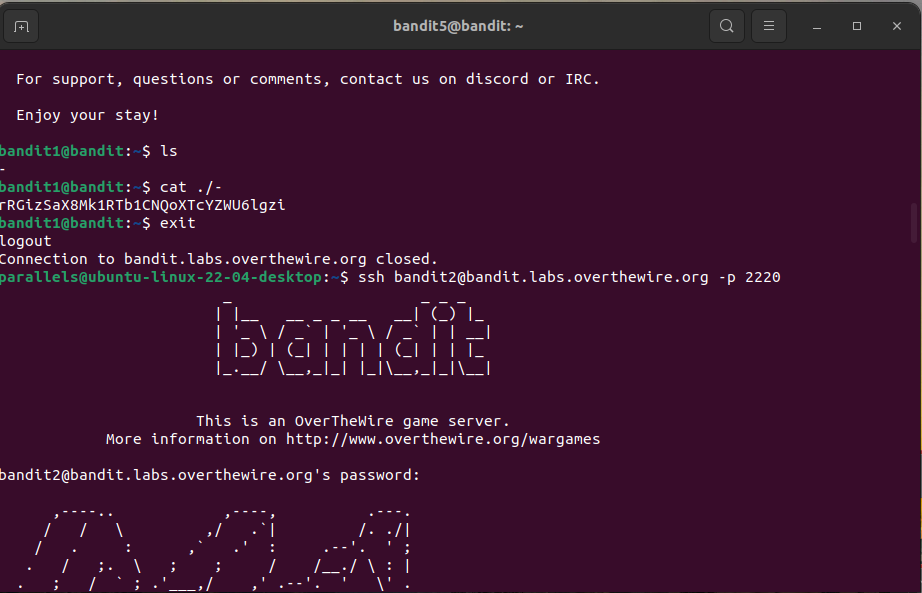 bandit5@bandit: ~
For support, questions or comments, contact us on discord or IRC.
Enjoy your stay!
bandit1@bandit:~$ ls
-
bandit1@bandit:~$ cat ./-
rRGizSaX8Mk1RTb1CNQoXTcYZWU6lgzi
bandit1@bandit:~$ exit
logout
Connection to bandit.labs.overthewire.org closed.
parallels@ubuntu-linux-22-04-desktop:~$ ssh bandit2@bandit.labs.overthewire.org -p 2220
bandit
This is an OverTheWire game server.
More information on http://www.overthewire.org/wargames
bandit2@bandit.labs.overthewire.org's password: